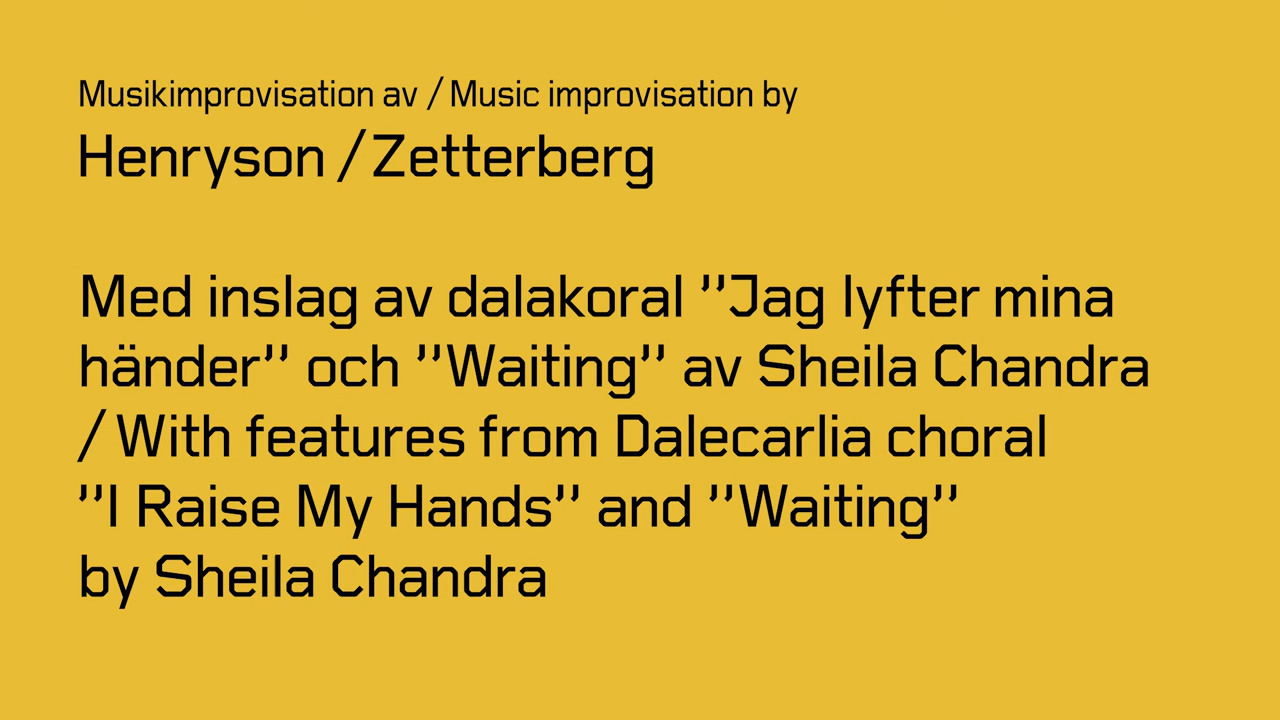 Musikimprovisation av / Music improvisation by
Henryson / Zetterberg
Med inslag av dalakoral ”Jag lyfter mina
händer” och ”Waiting” av Sheila Chandra
/ With features from Dalecarlia choral
”I Raise My Hands” and ”Waiting”
by Sheila Chandra